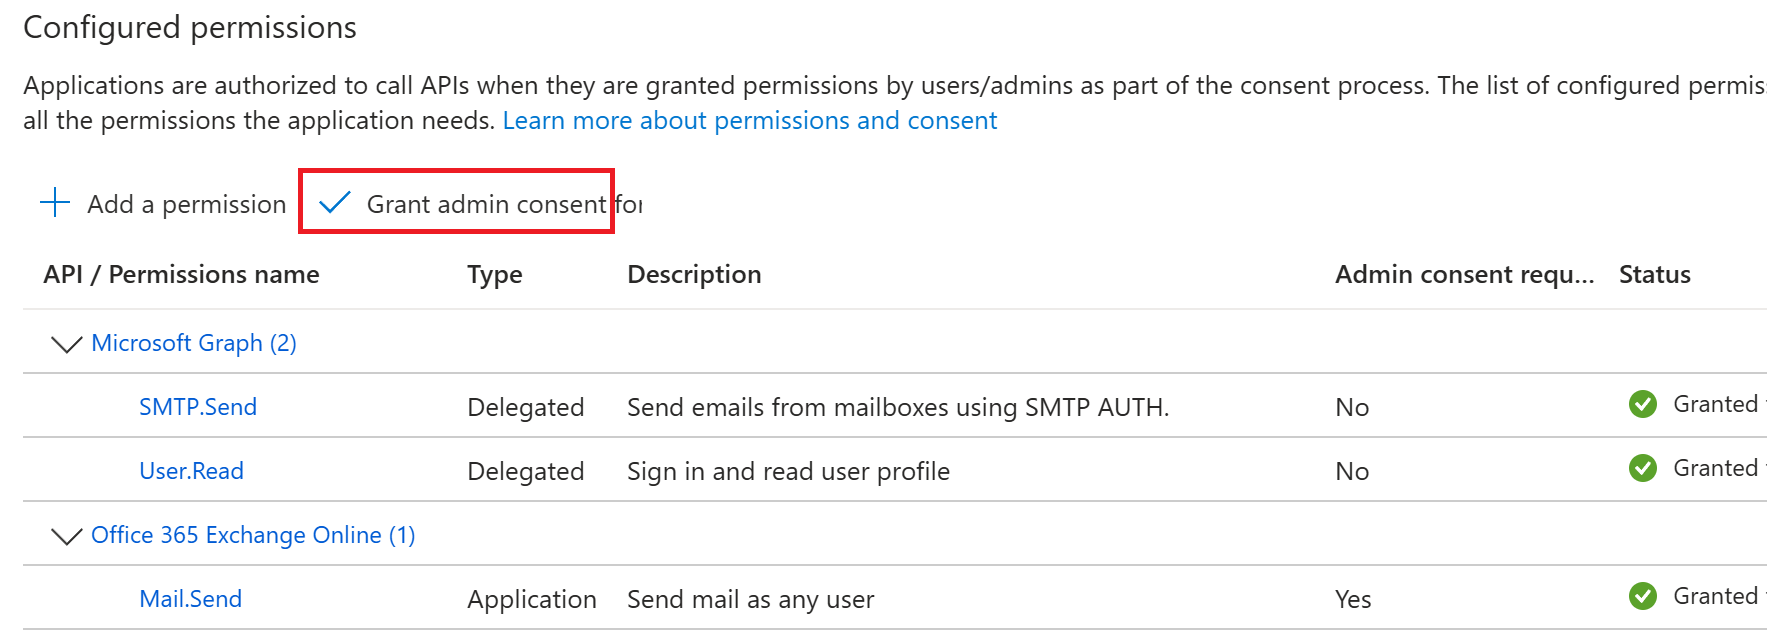 Configured permissions
Applications are authorized to call APIs when they are granted permissions by users/admins as part of the consent process. The list of configured
all the permissions the application needs. Learn more about permissions and consent
Add a permission Grant admin consent for
API / Permissions name Type Description Admin consent requ... Status
Microsoft Graph (2)
SMTP.Send Delegated Send emails from mailboxes using SMTP AUTH. No Granted
User.Read Delegated Sign in and read user profile No Granted
Office 365 Exchange Online (1)
Mail.Send Application Send mail as any user Yes Granted